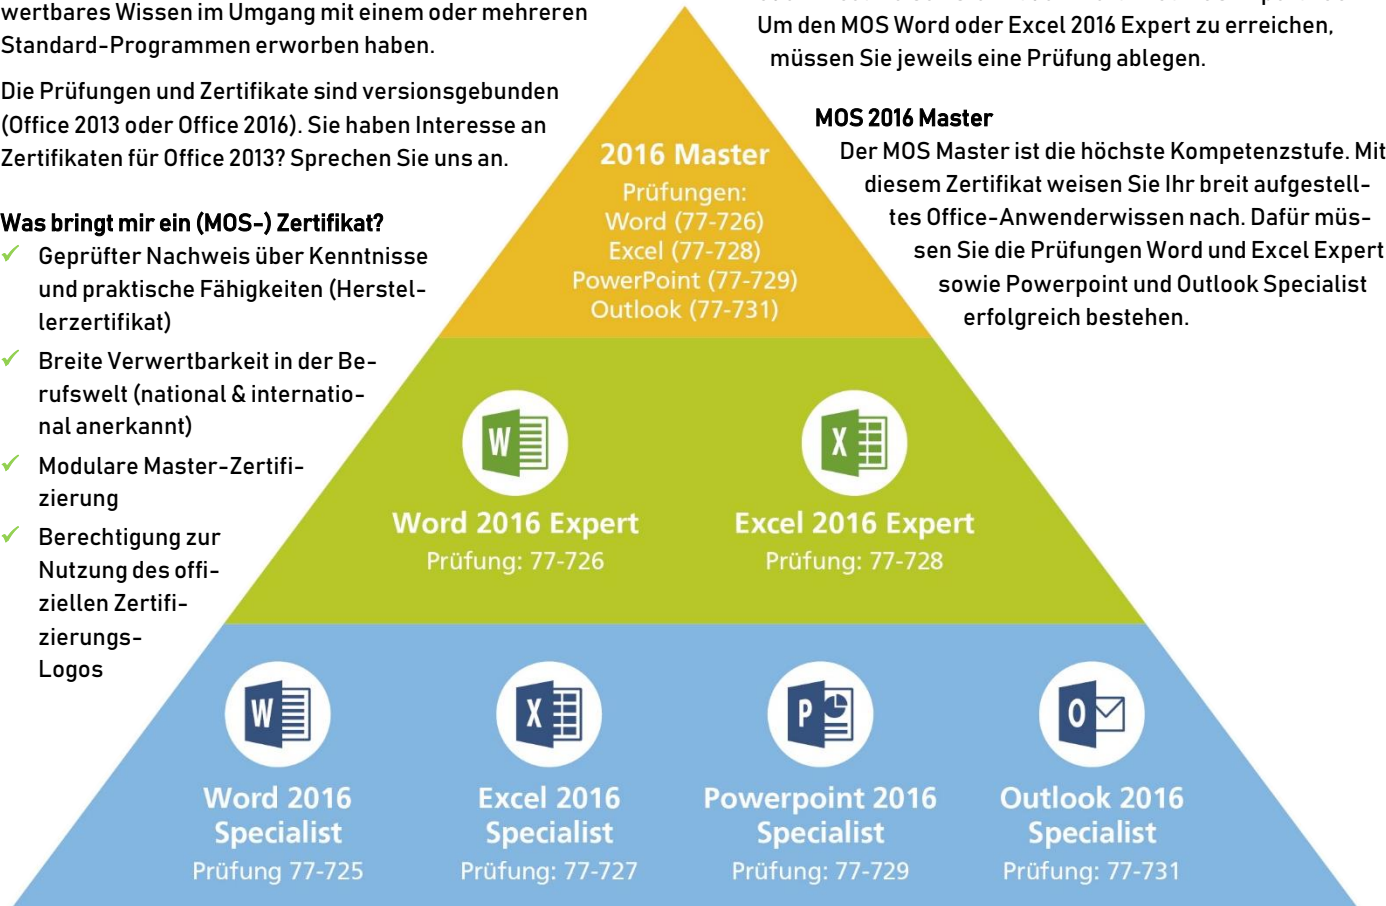 wertbares Wissen im Umgang mit einem oder mehreren
Standard-Programmen erworben haben.
Die Prüfungen und Zertifikate sind versionsgebunden
(Office 2013 oder Office 2016). Sie haben Interesse an
Zertifikaten für Office 2013? Sprechen Sie uns an.
Was bringt mir ein (MOS-) Zertifikat?
✓ Geprüfter Nachweis über Kenntnisse
und praktische Fähigkeiten (Herstel-
lerzertifikat)
✓ Breite Verwertbarkeit in der Be-
rufswelt (national & internatio-
nal anerkannt)
✓ Modulare Master-Zertifi-
zierung
✓ Berechtigung zur
Nutzung des offi-
ziellen Zertifi-
zierungs-
Logos
Um den MOS Word oder Excel 2016 Expert zu erreichen,
müssen Sie jeweils eine Prüfung ablegen.
MOS 2016 Master
Der MOS Master ist die höchste Kompetenzstufe. Mit
diesem Zertifikat weisen Sie Ihr breit aufgestell-
tes Office-Anwenderwissen nach. Dafür müs-
sen Sie die Prüfungen Word und Excel Expert
sowie Powerpoint und Outlook Specialist
erfolgreich bestehen.
2016 Master
Prüfungen:
Word (77-726)
Excel (77-728)
PowerPoint (77-729)
Outlook (77-731)
W
X
Word 2016 Expert
Prüfung: 77-726
Excel 2016 Expert
Prüfung: 77-728
W
X
P
O
Word 2016
Specialist
Prüfung 77-725
Excel 2016
Specialist
Prüfung: 77-727
Powerpoint 2016
Specialist
Prüfung: 77-729
Outlook 2016
Specialist
Prüfung: 77-731